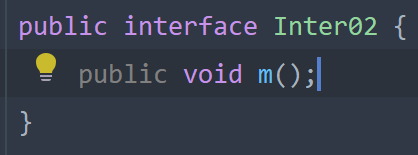 public interface Inter02 {
public void m();
}